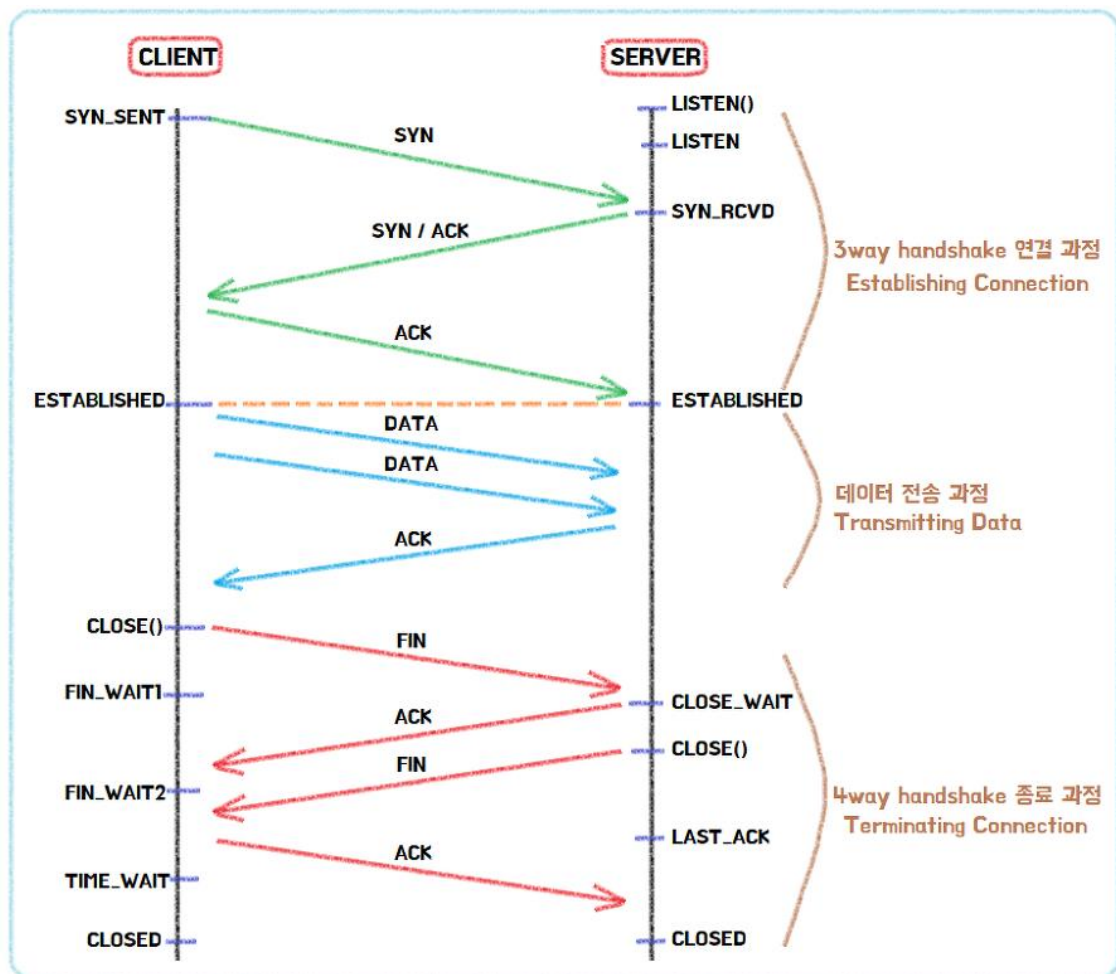 CLIENT
SERVER
LISTEN()
SYN_SENT
SYN
LISTEN
SYN_RCVD
SYN / ACK
3way handshake 연결 과정
Establishing Connection
ACK
ESTABLISHED
ESTABLISHED
DATA
DATA
데이터 전송 과정
Transmitting Data
ACK
CLOSE()
FIN
FIN_WAIT1
CLOSE_WAIT
ACK
CLOSE()
FIN
FIN_WAIT2
4way handshake 종료 과정
Terminating Connection
LAST_ACK
ACK
TIME_WAIT
CLOSED
CLOSED